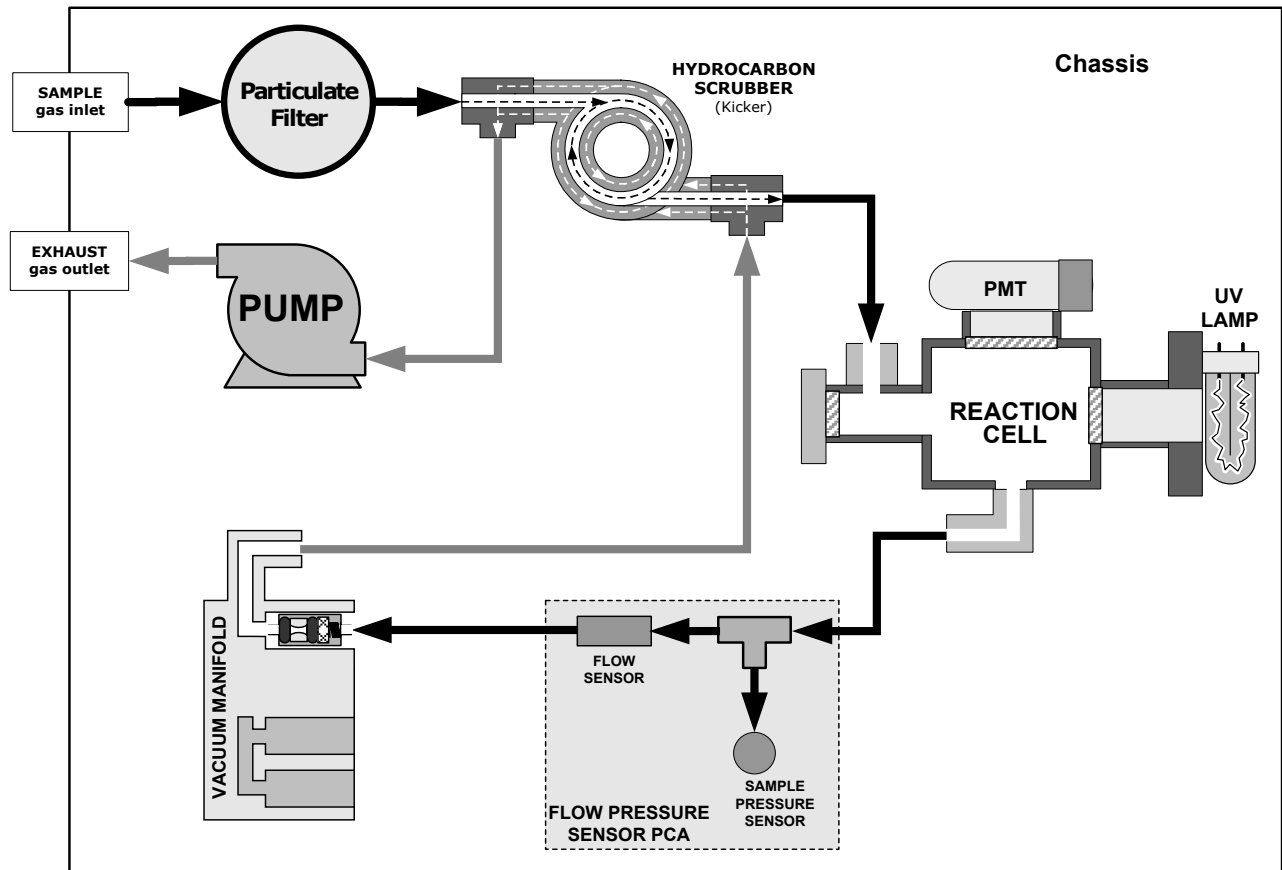 Chassis
SAMPLE
gas inlet
Particulate
Filter
HYDROCARBON
SCRUBBER
(Kicker)
EXHAUST
gas outlet
PUMP
PMT
UV
LAMP
REACTION
CELL
VACUUM MANIFOLD
FLOW
SENSOR
SAMPLE
PRESSURE
SENSOR
FLOW PRESSURE
SENSOR PCA